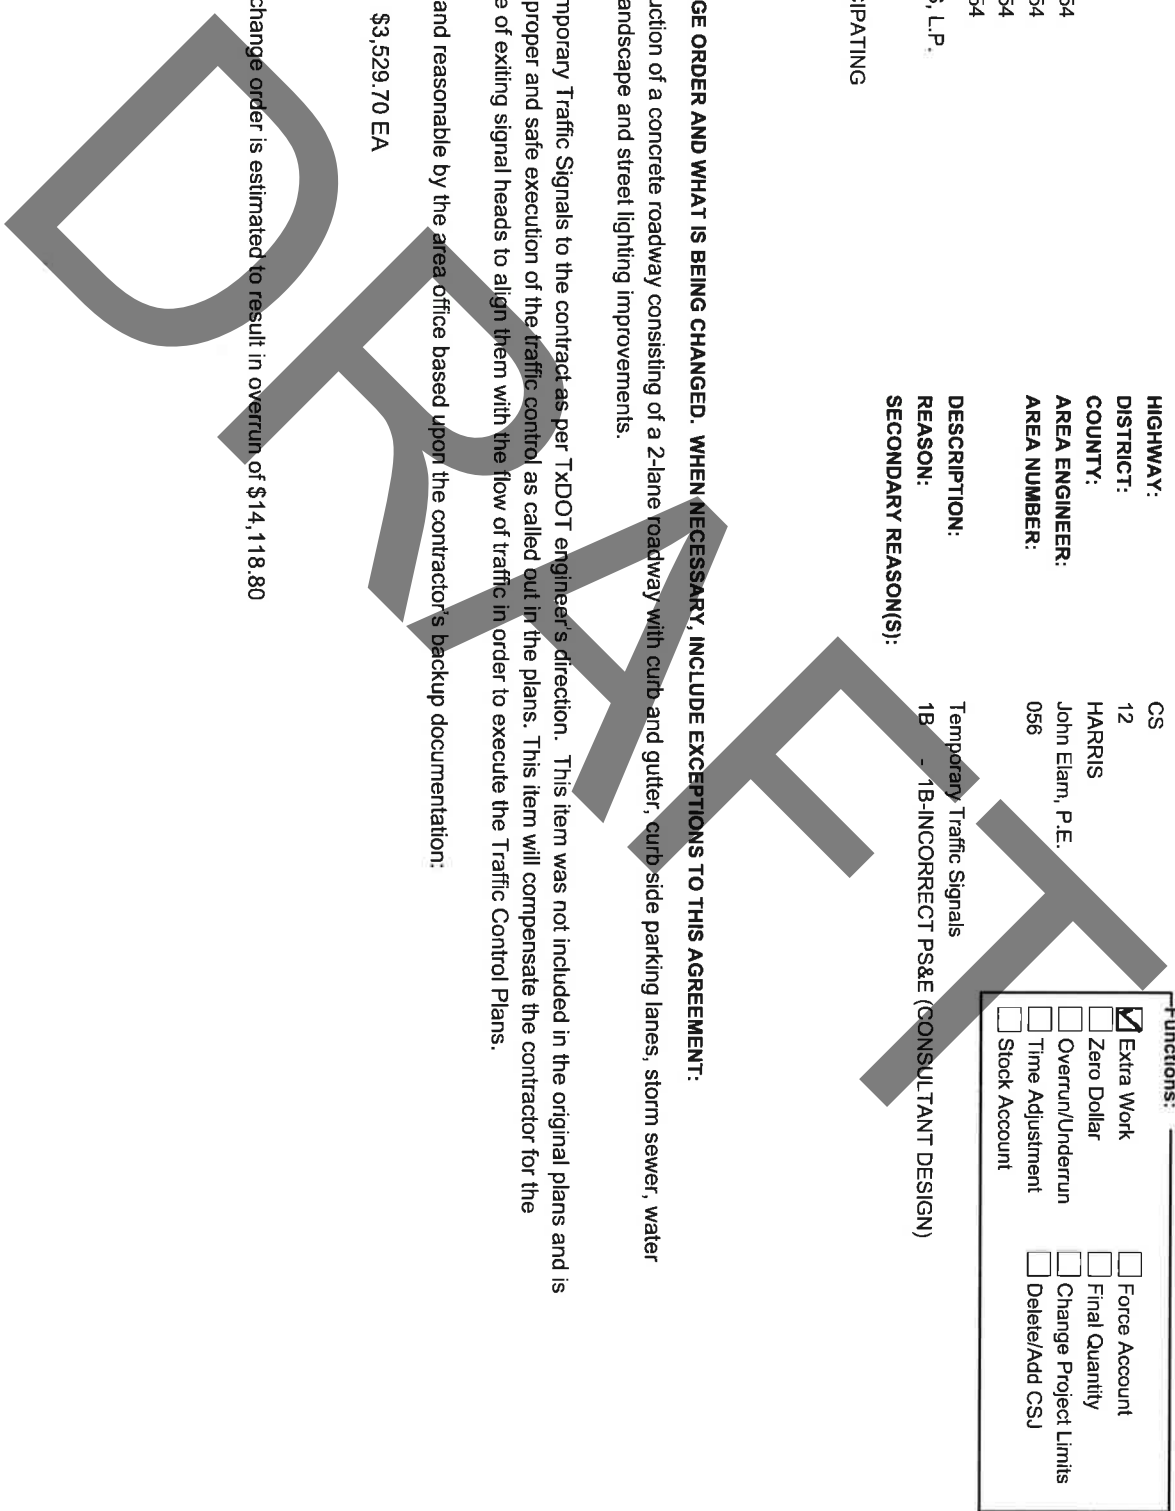 Functions:
54
54
54
54
S, L.P.
CIPATING
HIGHWAY: CS
DISTRICT: 12
COUNTY: HARRIS
AREA ENGINEER: John Elam, P.E.
AREA NUMBER: 056
DESCRIPTION: Temporary Traffic Signals
REASON: 1B - 1B-INCORRECT PS&E (CONSULTANT DESIGN)
SECONDARY REASON(S):
Extra Work Force Account
Zero Dollar Final Quantity
Overrun/Underrun Change Project Limits
Time Adjustment Delete/Add CSJ
Stock Account
GE ORDER AND WHAT IS BEING CHANGED. WHEN NECESSARY, INCLUDE EXCEPTIONS TO THIS AGREEMENT:
uction of a concrete roadway consisting of a 2-lane roadway with curb and gutter, curb side parking lanes, storm sewer, water
andscape and street lighting improvements.
mporary Traffic Signals to the contract as per TxDOT engineer's direction. This item was not included in the original plans and is
proper and safe execution of the traffic control as called out in the plans. This item will compensate the contractor for the
e of exiting signal heads to align them with the flow of traffic in order to execute the Traffic Control Plans.
and reasonable by the area office based upon the contractor's backup documentation:
$3,529.70 EA
change order is estimated to result in overrun of $14,118.80
DRAFT